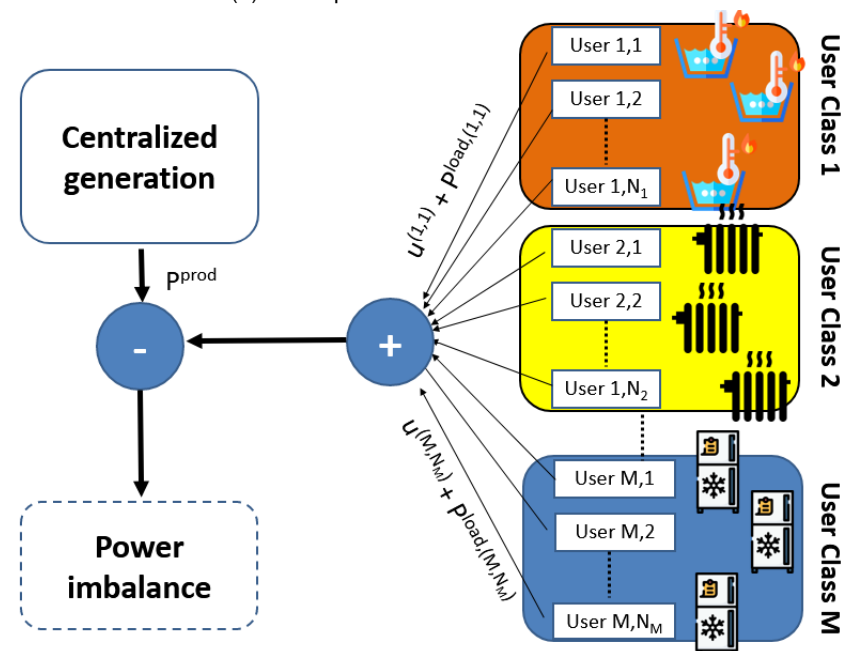 Centralized
generation
P^prod
-
+
Power
imbalance
u^(1,1) + P^load,(1,1)
u^(M,N_M) + P^load,(M,N_M)
User 1,1
User 1,2
User 1,N₁
User Class 1
User 2,1
User 2,2
User 1,N₂
User Class 2
User M,1
User M,2
User M,N_M
User Class M